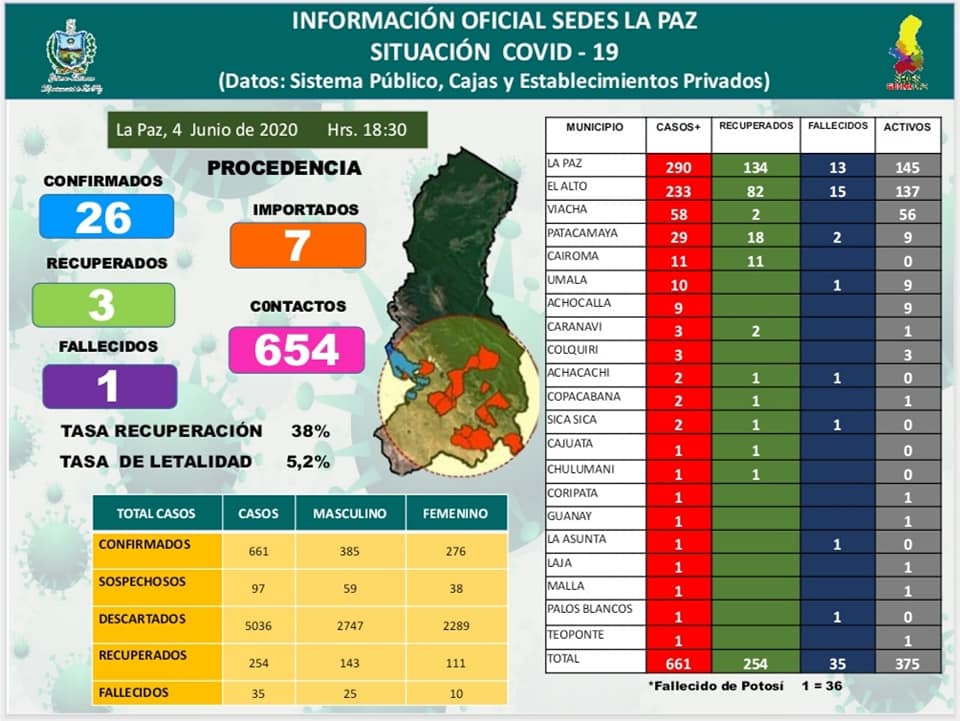 INFORMACIÓN OFICIAL SEDES LA PAZ
SITUACIÓN COVID - 19
(Datos: Sistema Público, Cajas y Establecimientos Privados)
La Paz, 4 Junio de 2020 Hrs. 18:30
PROCEDENCIA
CONFIRMADOS
26
IMPORTADOS
7
RECUPERADOS
3
CONTACTOS
654
FALLECIDOS
1
TASA RECUPERACIÓN 38%
TASA DE LETALIDAD 5,2%
TOTAL CASOS CASOS MASCULINO FEMENINO
CONFIRMADOS 661 385 276
SOSPECHOSOS 97 59 38
DESCARTADOS 5036 2747 2289
RECUPERADOS 254 143 111
FALLECIDOS 35 25 10
MUNICIPIO CASOS+ RECUPERADOS FALLECIDOS ACTIVOS
LA PAZ 290 134 13 145
EL ALTO 233 82 15 137
VIACHA 58 2 56
PATACAMAYA 29 18 2 9
CAIROMA 11 11 0
UMALA 10 1 9
ACHOCALLA 9 9
CARANAVI 3 2 1
COLQUIRI 3 3
ACHACACHI 2 1 1 0
COPACABANA 2 1 1
SICA SICA 2 1 1 0
CAJUATA 1 1 0
CHULUMANI 1 1 0
CORIPATA 1 1
GUANAY 1 1
LA ASUNTA 1 1 0
LAJA 1 1
MALLA 1 1
PALOS BLANCOS 1 1 0
TEOPONTE 1 1
TOTAL 661 254 35 375
*Fallecido de Potosí 1 = 36